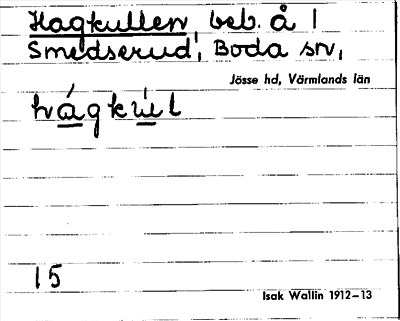 Hagkullen, beb. å 1
Smedserud, Boda sn,
Jösse hd, Värmlands län
hágkúl
15
Isak Wallin 1912–13